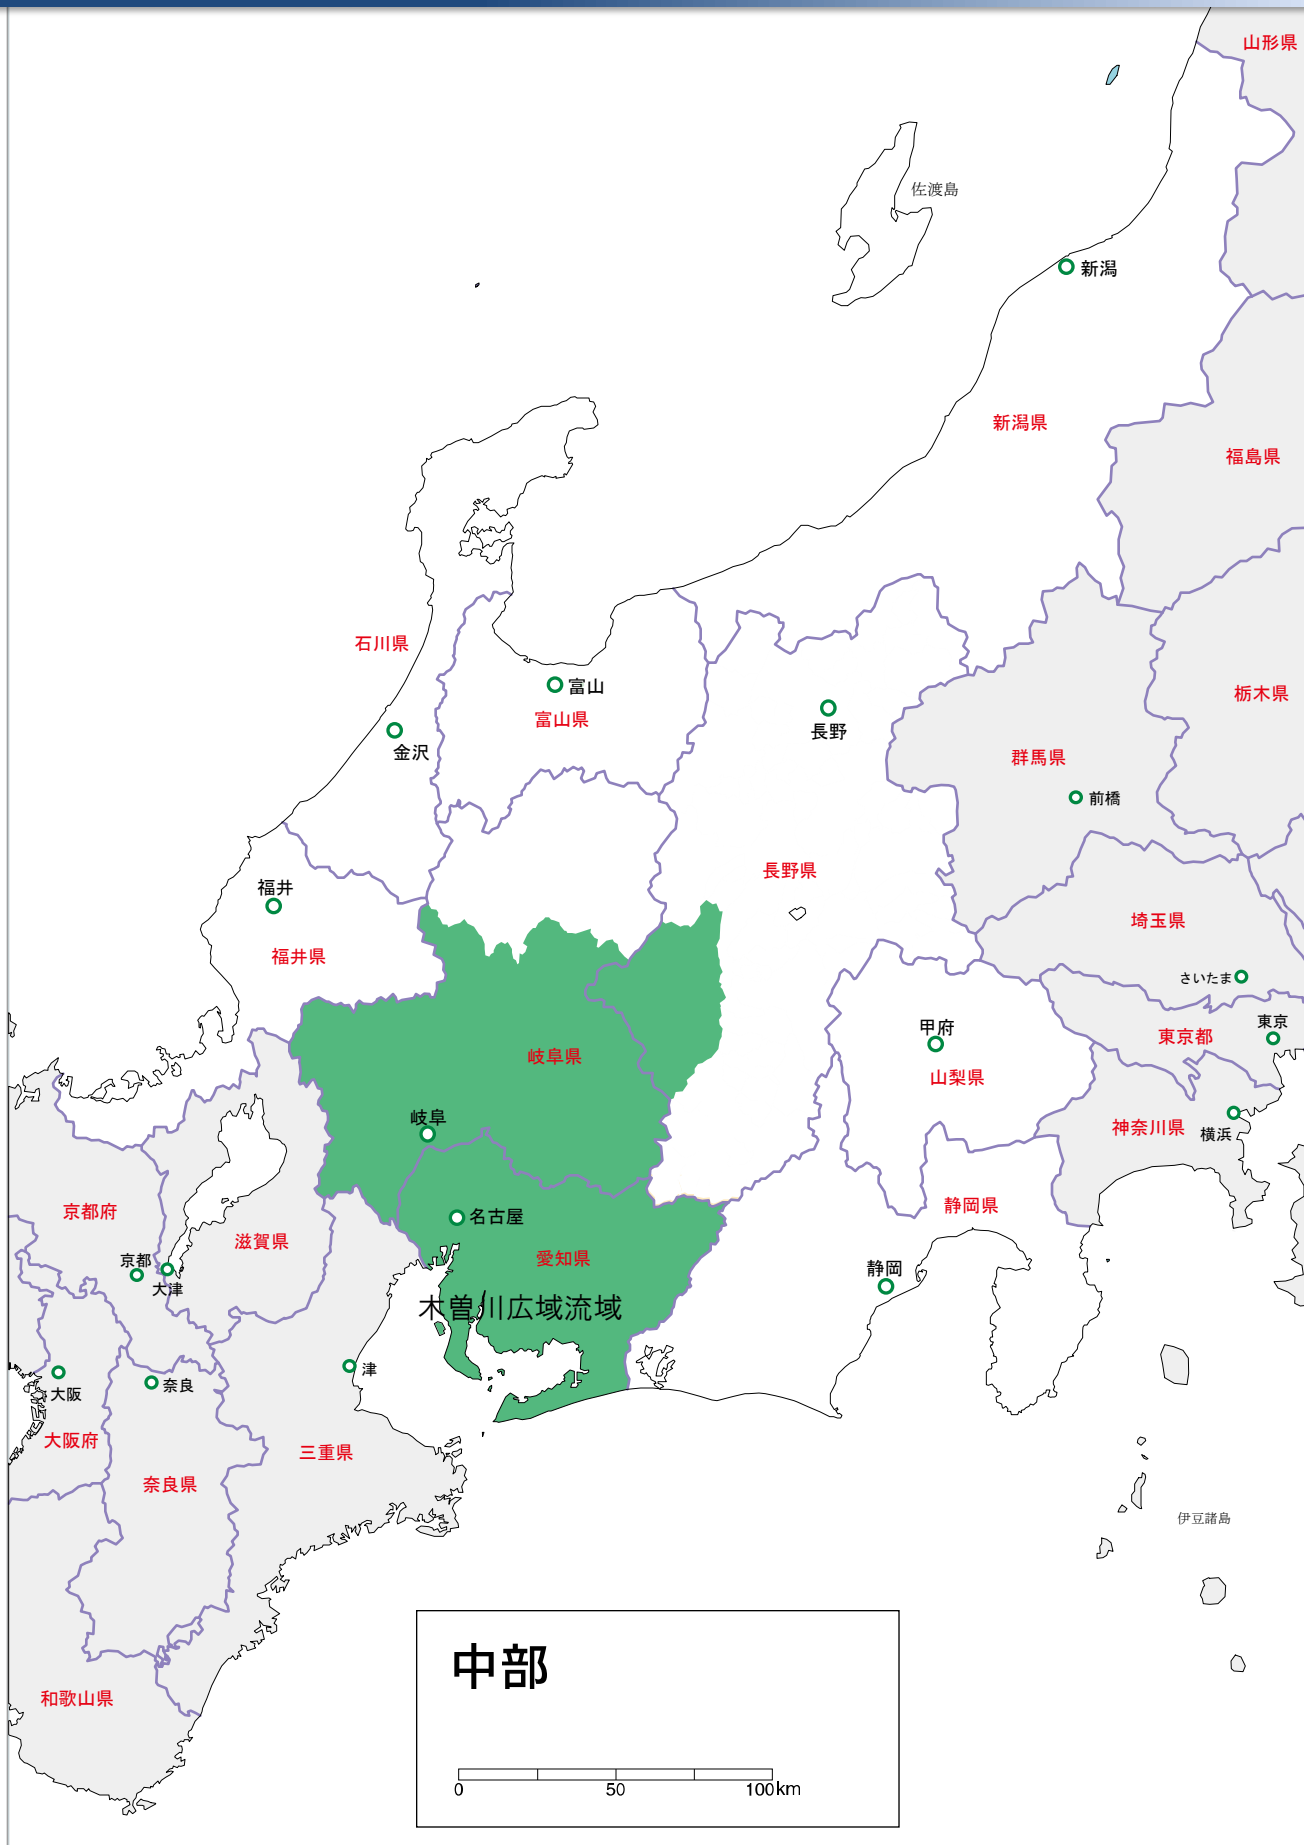 山形県
佐渡島
新潟
新潟県
福島県
石川県
富山
富山県
栃木県
長野
金沢
群馬県
前橋
長野県
福井
埼玉県
福井県
さいたま
東京
甲府
東京都
岐阜県
山梨県
岐阜
神奈川県
横浜
静岡県
京都府
名古屋
滋賀県
愛知県
京都
静岡
大津
木曽川広域流域
津
奈良
大阪
大阪府
三重県
奈良県
伊豆諸島
中部
和歌山県
0 50 100km